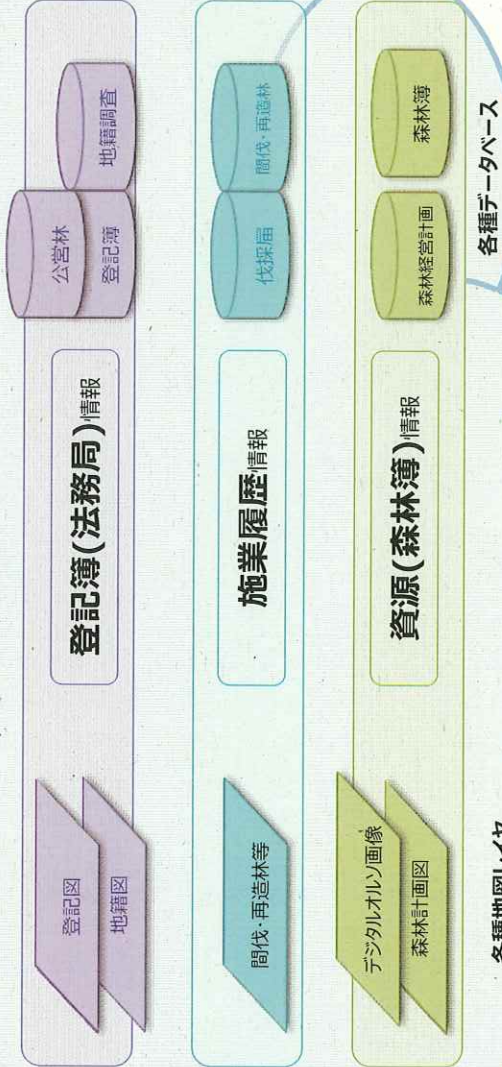 登記図
地籍図
登記簿(法務局)情報
公営林
登記簿
地籍調査
間伐・再造林等
施業履歴情報
伐採届
間伐・再造林
デジタルオルソ画像
森林計画図
資源(森林簿)情報
森林経営計画
森林簿
各種地図レイヤ
各種データベース